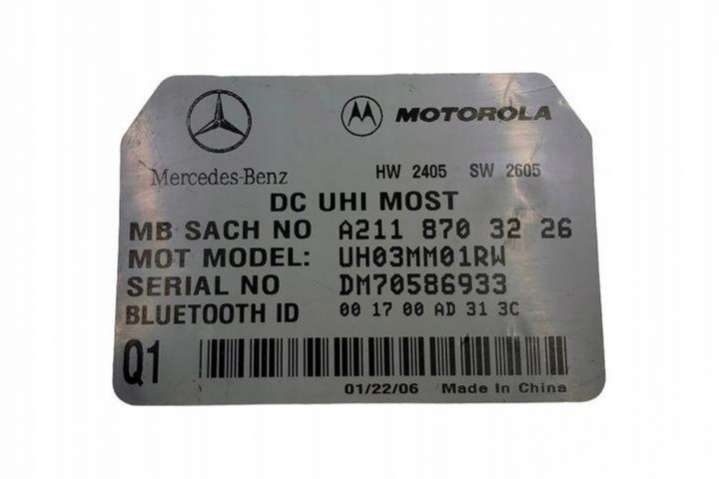 MOTOROLA
Mercedes-Benz
HW 2405 SW 2605
DC UHI MOST
MB SACH NO A211 870 32 26
MOT MODEL: UH03MM01RW
SERIAL NO DM70586933
BLUETOOTH ID 00 17 00 AD 31 3C
Q1
01/22/06 Made In China